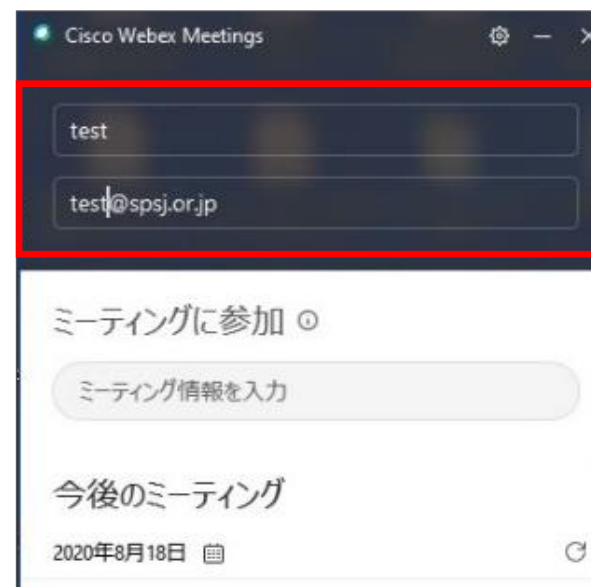 Cisco Webex Meetings
test
test@spsj.or.jp
ミーティングに参加
ミーティング情報を入力
今後のミーティング
2020年8月18日